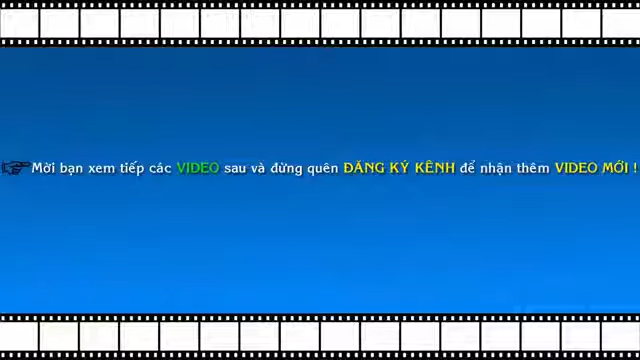 Mời bạn xem tiếp các VIDEO sau và đừng quên ĐĂNG KÝ KÊNH để nhận thêm VIDEO MỚI !